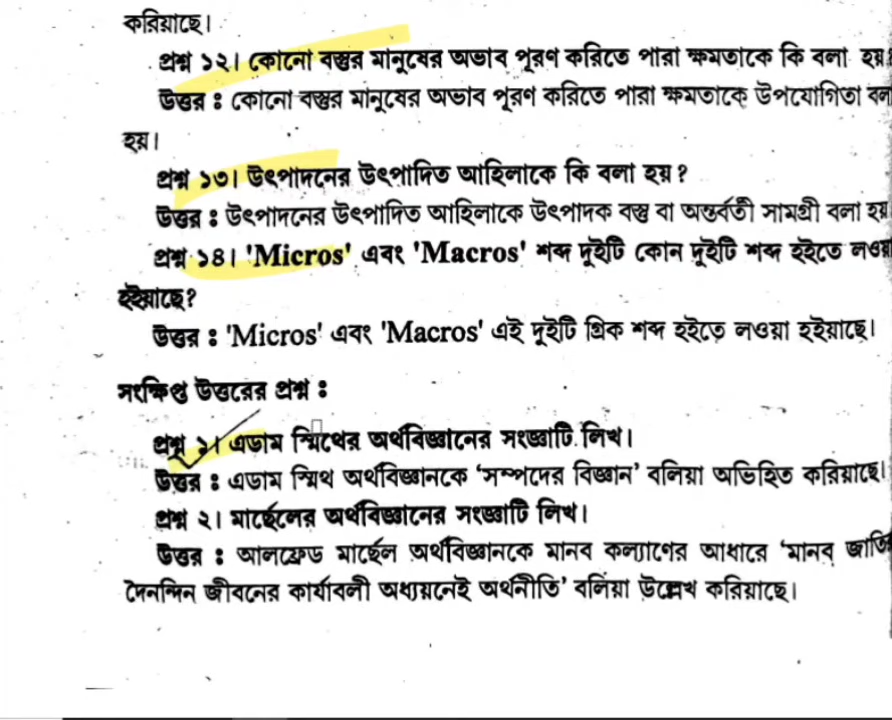 করিয়াছে।
প্রশ্ন ১২। কোনো বস্তুর মানুষের অভাব পূরণ করিতে পারা ক্ষমতাকে কি বলা হয়?
উত্তর : কোনো বস্তুর মানুষের অভাব পূরণ করিতে পারা ক্ষমতাকে উপযোগিতা বলা
হয়।
প্রশ্ন ১৩। উৎপাদনের উৎপাদিত আহিলাকে কি বলা হয়?
উত্তর : উৎপাদনের উৎপাদিত আহিলাকে উৎপাদক বস্তু বা অন্তর্বর্তী সামগ্রী বলা হয়
প্রশ্ন ১৪। 'Micros' এবং 'Macros' শব্দ দুইটি কোন দুইটি শব্দ হইতে লওয়া
হইয়াছে?
উত্তর : 'Micros' এবং 'Macros' এই দুইটি গ্রিক শব্দ হইতে লওয়া হইয়াছে।
সংক্ষিপ্ত উত্তরের প্রশ্ন :
প্রশ্ন ১। এডাম স্মিথের অর্থবিজ্ঞানের সংজ্ঞাটি লিখ।
উত্তর : এডাম স্মিথ অর্থবিজ্ঞানকে ‘সম্পদের বিজ্ঞান’ বলিয়া অভিহিত করিয়াছে।
প্রশ্ন ২। মার্ছেলের অর্থবিজ্ঞানের সংজ্ঞাটি লিখ।
উত্তর : আলফ্রেড মার্ছেল অর্থবিজ্ঞানকে মানব কল্যাণের আধারে ‘মানব জাতির
দৈনন্দিন জীবনের কার্যাবলী অধ্যয়নেই অর্থনীতি’ বলিয়া উল্লেখ করিয়াছে।